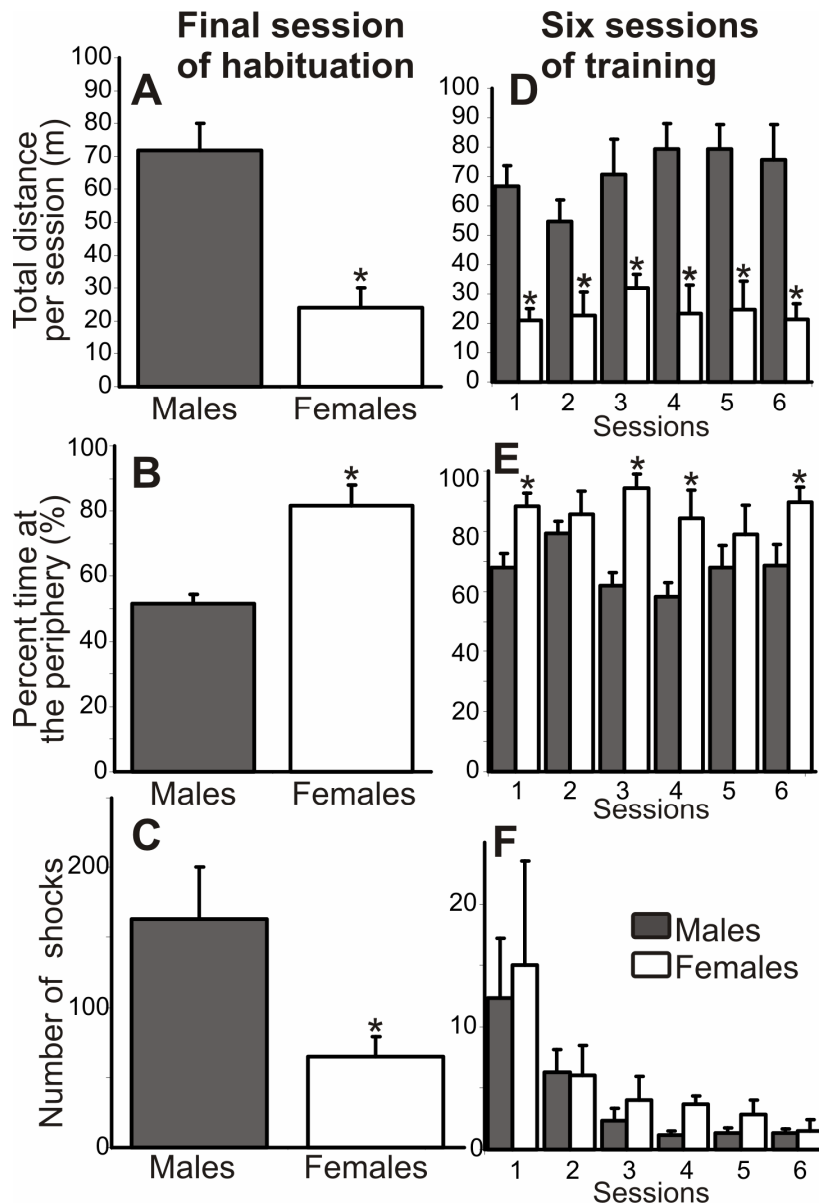 Final session
of habituation
Six sessions
of training
A
Total distance
per session (m)
100
90
80
70
60
50
40
30
20
10
0
*
Males Females
D
100
90
80
70
60
50
40
30
20
10
0
* * * * * *
1 2 3 4 5 6
Sessions
B
Percent time at
the periphery (%)
100
80
60
40
20
0
*
Males Females
E
100
80
60
40
20
0
* * * *
1 2 3 4 5 6
Sessions
C
Number of shocks
200
100
0
*
Males Females
F
20
10
0
Males
Females
1 2 3 4 5 6
Sessions